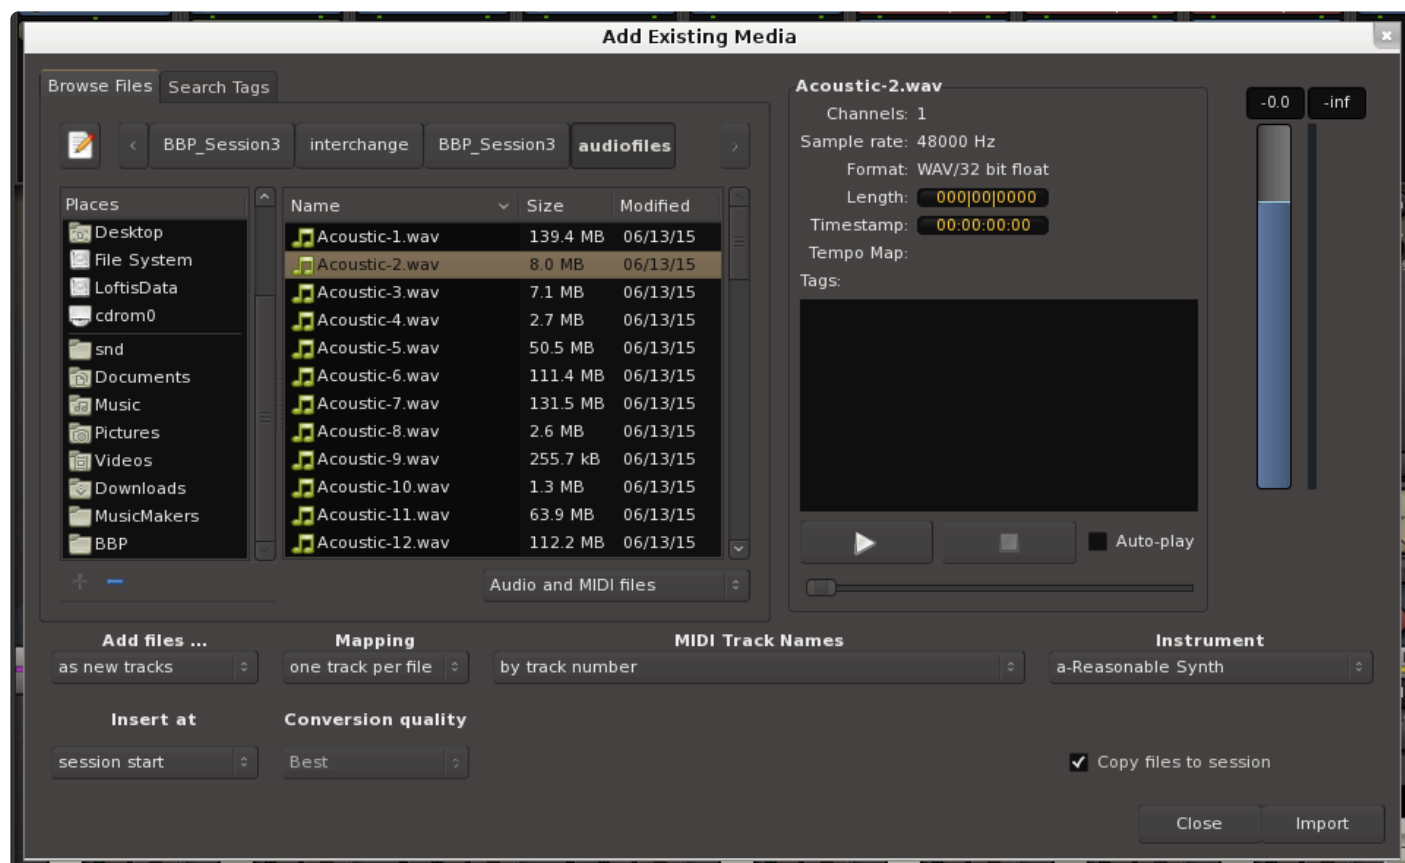 Add Existing Media
Browse Files Search Tags
BBP_Session3 interchange BBP_Session3 audiofiles
Places
Desktop
File System
LoftisData
cdrom0
snd
Documents
Music
Pictures
Videos
Downloads
MusicMakers
BBP
Name Size Modified
Acoustic-1.wav 139.4 MB 06/13/15
Acoustic-2.wav 8.0 MB 06/13/15
Acoustic-3.wav 7.1 MB 06/13/15
Acoustic-4.wav 2.7 MB 06/13/15
Acoustic-5.wav 50.5 MB 06/13/15
Acoustic-6.wav 111.4 MB 06/13/15
Acoustic-7.wav 131.5 MB 06/13/15
Acoustic-8.wav 2.6 MB 06/13/15
Acoustic-9.wav 255.7 kB 06/13/15
Acoustic-10.wav 1.3 MB 06/13/15
Acoustic-11.wav 63.9 MB 06/13/15
Acoustic-12.wav 112.2 MB 06/13/15
Audio and MIDI files
Acoustic-2.wav
Channels: 1
Sample rate: 48000 Hz
Format: WAV/32 bit float
Length: 000|00|0000
Timestamp: 00:00:00:00
Tempo Map:
Tags:
Auto-play
-0.0 -inf
Add files ... Mapping MIDI Track Names Instrument
as new tracks one track per file by track number a-Reasonable Synth
Insert at Conversion quality
session start Best Copy files to session
Close Import